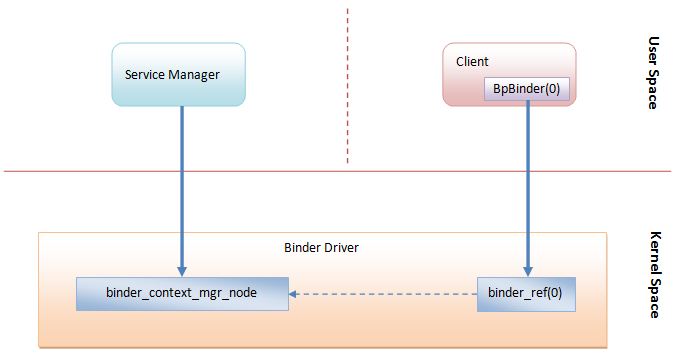 Service Manager
Client
BpBinder(0)
User Space
Binder Driver
binder_context_mgr_node
binder_ref(0)
Kernel Space